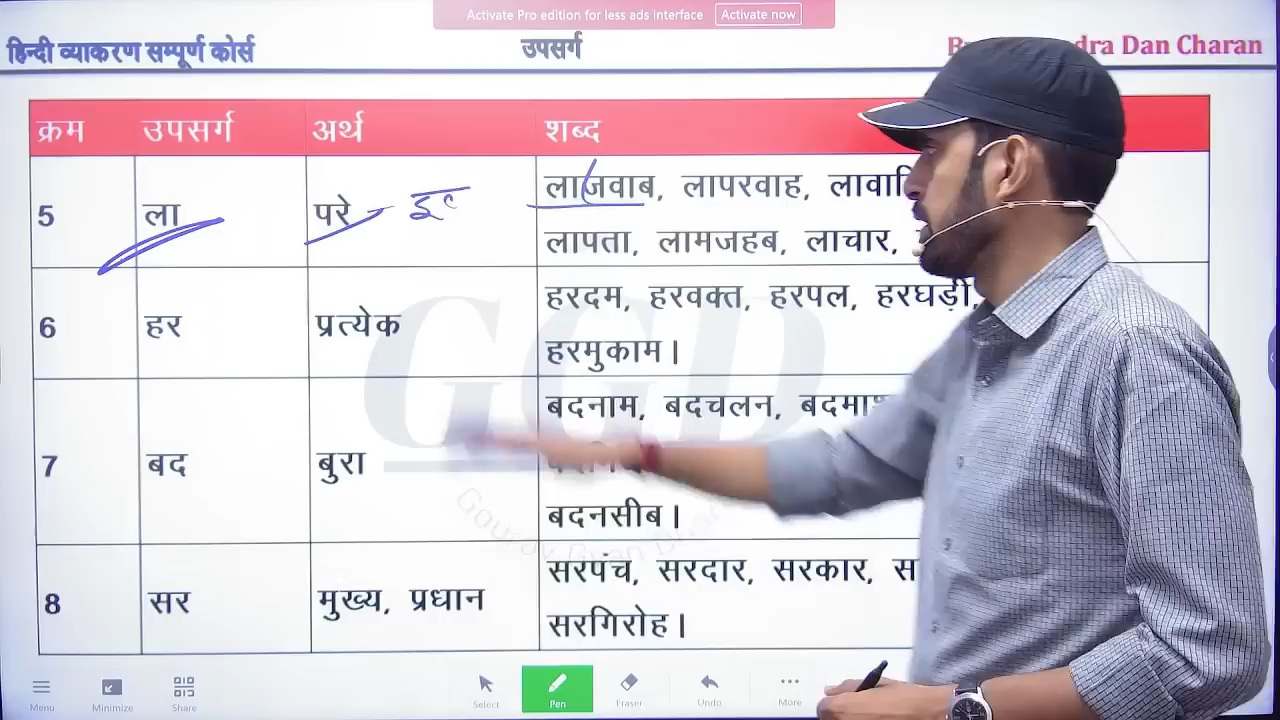 Activate Pro edition for less ads interface Activate now
हिन्दी व्याकरण सम्पूर्ण कोर्स उपसर्ग Dan Charan
क्रम उपसर्ग अर्थ शब्द
5 ला परे लाजवाब, लापरवाह,
लापता, लामजहब, लाचार,
6 हर प्रत्येक हरदम, हरवक्त, हरपल, हरघड़ी,
हरमुकाम।
7 बद बुरा बदनाम, बदचलन,
बदनसीब।
8 सर मुख्य, प्रधान सरपंच, सरदार, सरकार,
सरगिरोह।
GGD
Menu Minimize Share Select Pen Eraser Undo More